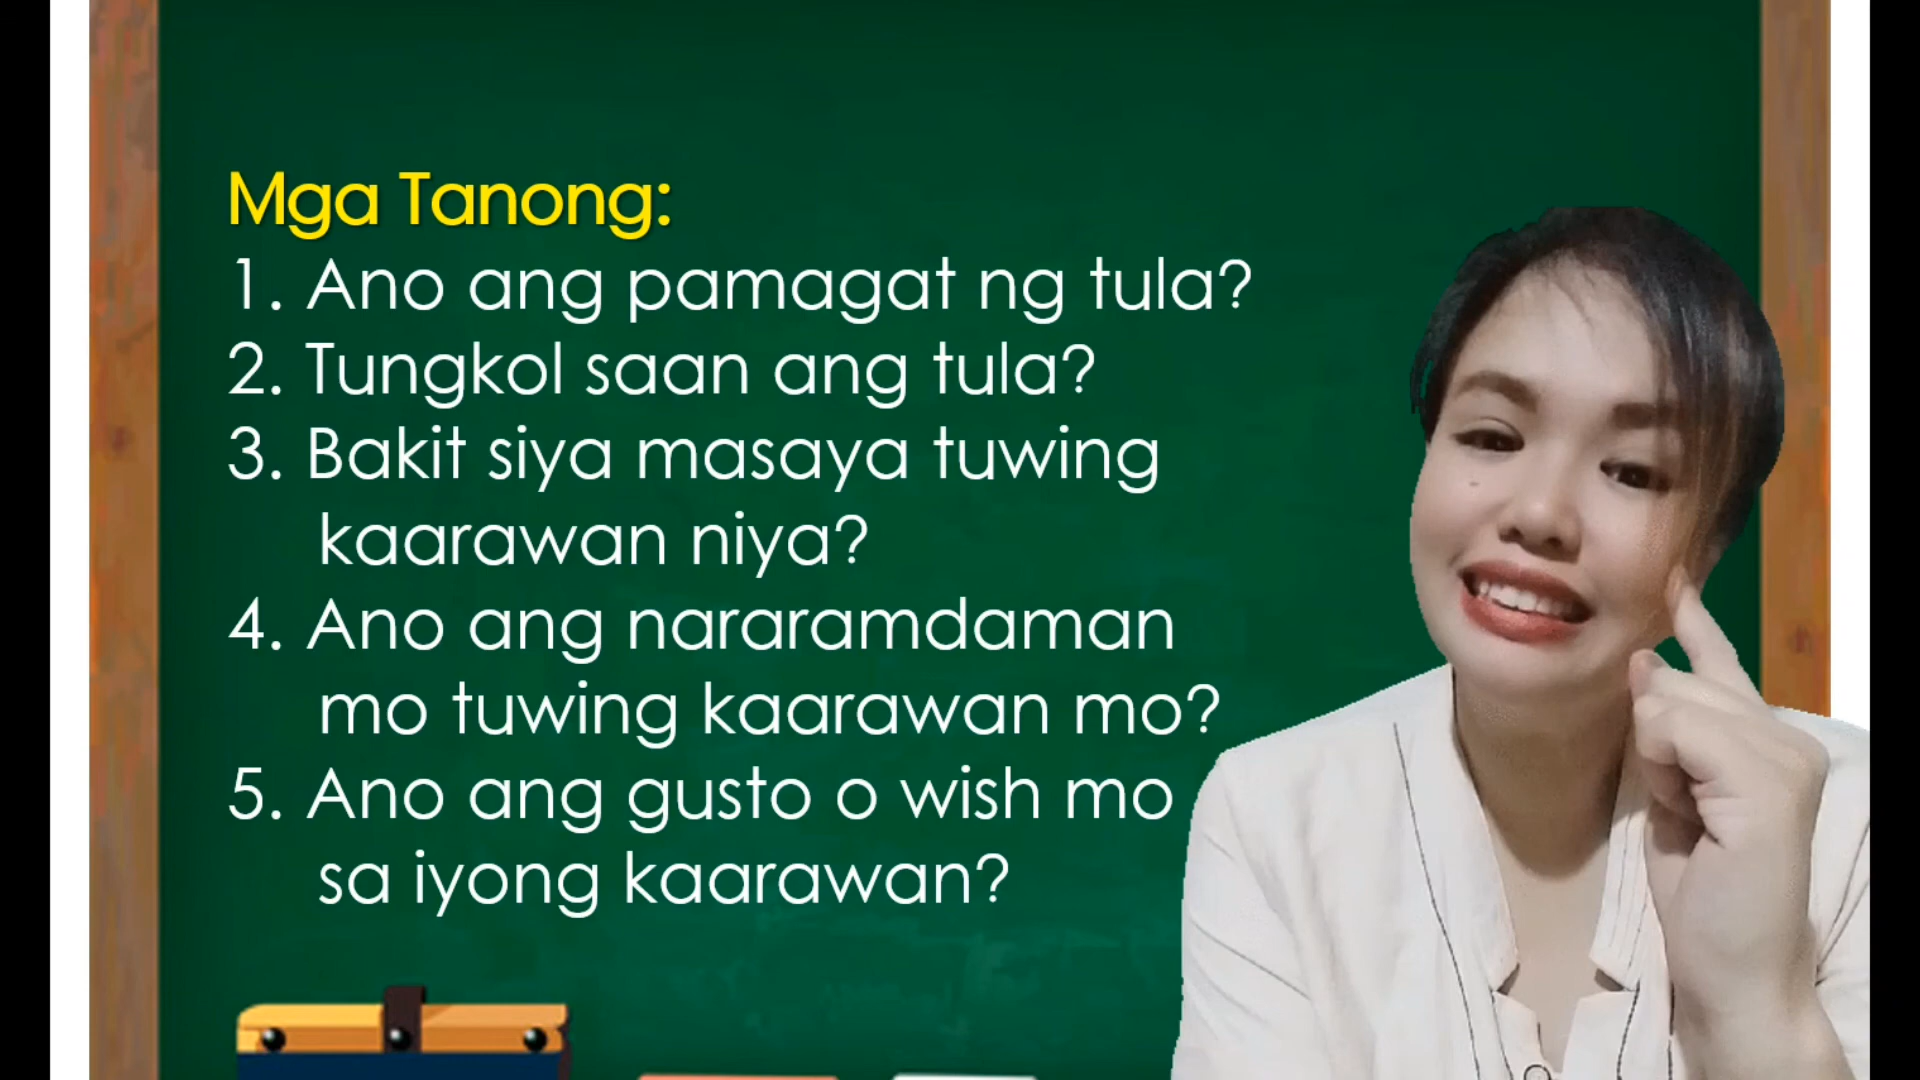 Mga Tanong:
1. Ano ang pamagat ng tula?
2. Tungkol saan ang tula?
3. Bakit siya masaya tuwing
kaarawan niya?
4. Ano ang nararamdaman
mo tuwing kaarawan mo?
5. Ano ang gusto o wish mo
sa iyong kaarawan?